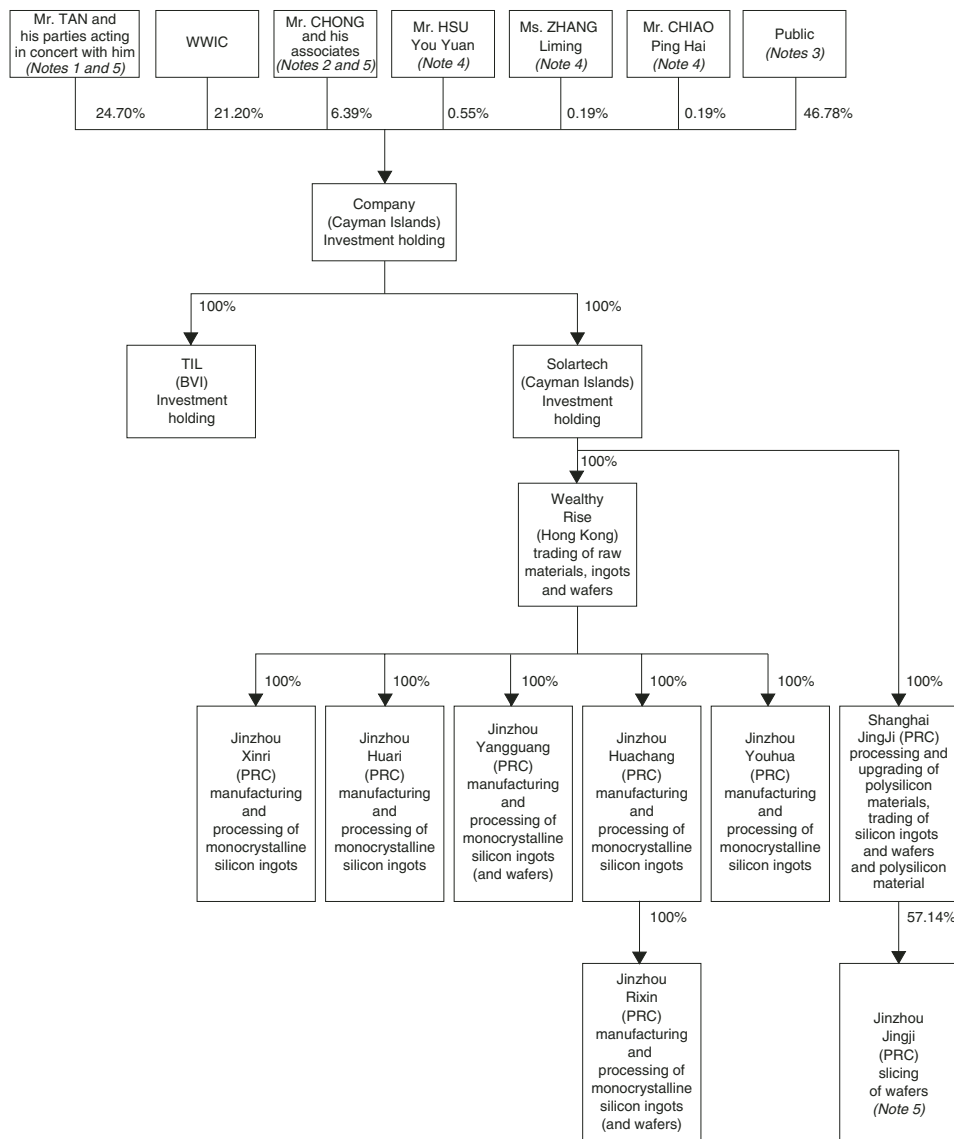 Mr. TAN and
his parties acting
in concert with him
(Notes 1 and 5)
WWIC
Mr. CHONG
and his
associates
(Notes 2 and 5)
Mr. HSU
You Yuan
(Note 4)
Ms. ZHANG
Liming
(Note 4)
Mr. CHIAO
Ping Hai
(Note 4)
Public
(Notes 3)
24.70%
21.20%
6.39%
0.55%
0.19%
0.19%
46.78%
Company
(Cayman Islands)
Investment holding
100%
100%
TIL
(BVI)
Investment
holding
Solartech
(Cayman Islands)
Investment
holding
100%
Wealthy
Rise
(Hong Kong)
trading of raw
materials, ingots
and wafers
100%
100%
100%
100%
100%
100%
Jinzhou
Xinri
(PRC)
manufacturing
and
processing of
monocrystalline
silicon ingots
Jinzhou
Huari
(PRC)
manufacturing
and
processing of
monocrystalline
silicon ingots
Jinzhou
Yangguang
(PRC)
manufacturing
and
processing of
monocrystalline
silicon ingots
(and wafers)
Jinzhou
Huachang
(PRC)
manufacturing
and
processing of
monocrystalline
silicon ingots
Jinzhou
Youhua
(PRC)
manufacturing
and
processing of
monocrystalline
silicon ingots
Shanghai
JingJi (PRC)
processing and
upgrading of
polysilicon
materials,
trading of
silicon ingots
and wafers
and polysilicon
material
100%
57.14%
Jinzhou
Rixin
(PRC)
manufacturing
and
processing of
monocrystalline
silicon ingots
(and wafers)
Jinzhou
Jingji
(PRC)
slicing
of wafers
(Note 5)